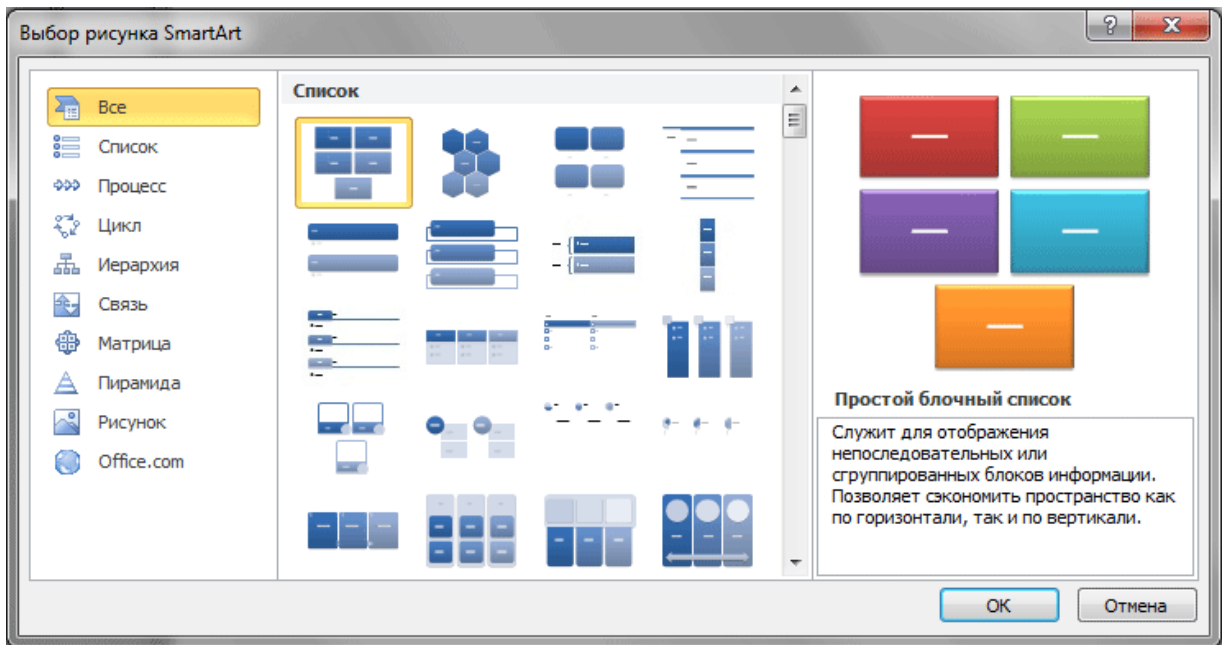 Выбор рисунка SmartArt
Все
Список
Процесс
Цикл
Иерархия
Связь
Матрица
Пирамида
Рисунок
Office.com
Список
Простой блочный список
Служит для отображения
непоследовательных или
сгруппированных блоков информации.
Позволяет сэкономить пространство как
по горизонтали, так и по вертикали.
ОК
Отмена